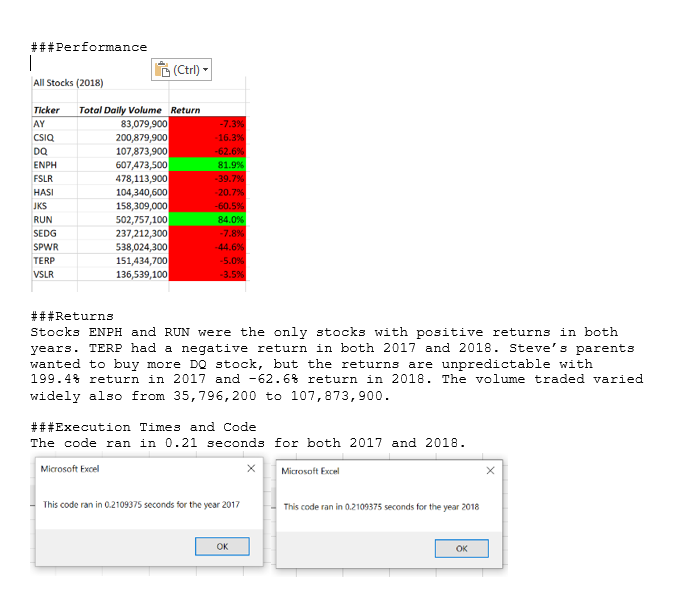 ###Performance
(Ctrl)
All Stocks (2018)
Ticker Total Daily Volume Return
AY 83,079,900 -7.3%
CSIQ 200,879,900 -16.3%
DQ 107,873,900 -62.6%
ENPH 607,473,500 81.9%
FSLR 478,113,900 -39.7%
HASI 104,340,600 -20.7%
JKS 158,309,000 -60.5%
RUN 502,757,100 84.0%
SEDG 237,212,300 -7.8%
SPWR 538,024,300 -44.6%
TERP 151,434,700 -5.0%
VSLR 136,539,100 -3.5%
###Returns
Stocks ENPH and RUN were the only stocks with positive returns in both
years. TERP had a negative return in both 2017 and 2018. Steve’s parents
wanted to buy more DQ stock, but the returns are unpredictable with
199.4% return in 2017 and -62.6% return in 2018. The volume traded varied
widely also from 35,796,200 to 107,873,900.
###Execution Times and Code
The code ran in 0.21 seconds for both 2017 and 2018.
Microsoft Excel
This code ran in 0.2109375 seconds for the year 2017
OK
Microsoft Excel
This code ran in 0.2109375 seconds for the year 2018
OK